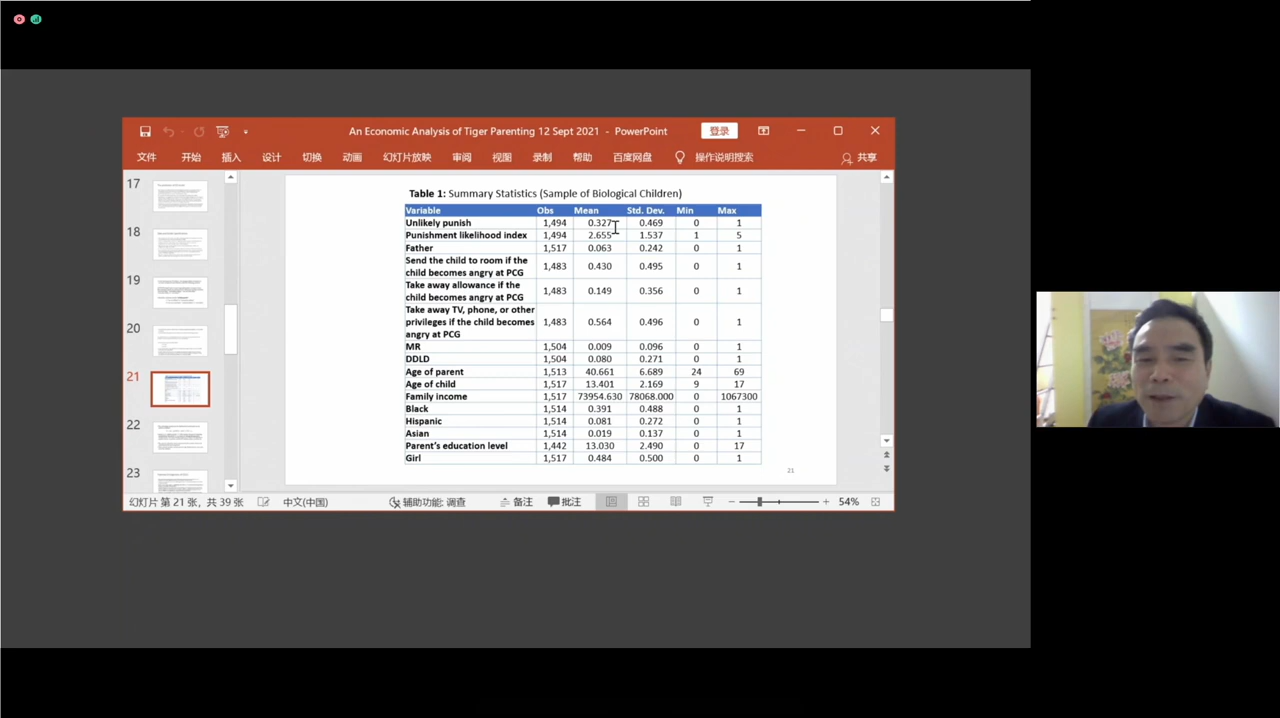 An Economic Analysis of Tiger Parenting 12 Sept 2021 - PowerPoint
登录
文件 开始 插入 设计 切换 动画 幻灯片放映 审阅 视图 录制 帮助 百度网盘 操作说明搜索 共享
17
18
19
20
21
22
23
Table 1: Summary Statistics (Sample of Biological Children)
Variable Obs Mean Std. Dev. Min Max
Unlikely punish 1,494 0.327 0.469 0 1
Punishment likelihood index 1,494 2.655 1.537 1 5
Father 1,517 0.063 0.242 0 1
Send the child to room if the
child becomes angry at PCG 1,483 0.430 0.495 0 1
Take away allowance if the
child becomes angry at PCG 1,483 0.149 0.356 0 1
Take away TV, phone, or other
privileges if the child becomes 1,483 0.564 0.496 0 1
angry at PCG
MR 1,504 0.009 0.096 0 1
DDLD 1,504 0.080 0.271 0 1
Age of parent 1,513 40.661 6.689 24 69
Age of child 1,517 13.401 2.169 9 17
Family income 1,517 73954.630 78068.000 0 1067300
Black 1,514 0.391 0.488 0 1
Hispanic 1,514 0.081 0.272 0 1
Asian 1,514 0.019 0.137 0 1
Parent's education level 1,442 13.030 2.490 0 17
Girl 1,517 0.484 0.500 0 1
21
幻灯片 第 21 张，共 39 张 中文(中国) 辅助功能: 调查 备注 批注 54%